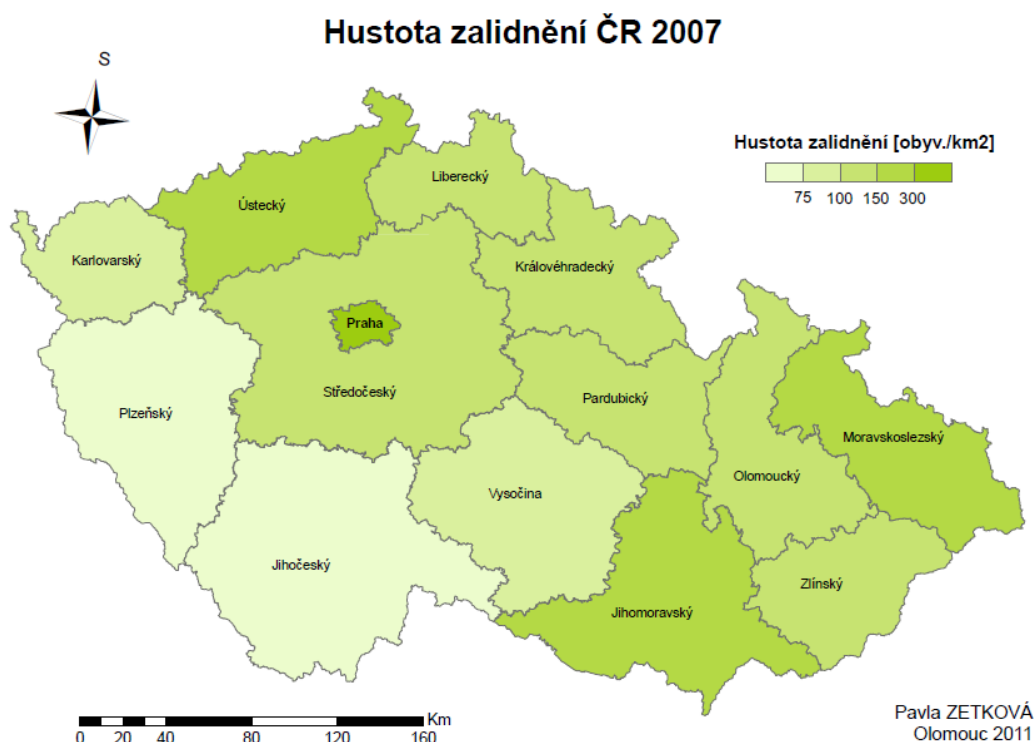 Hustota zalidnění ČR 2007
S
Hustota zalidnění [obyv./km2]
75 100 150 300
Liberecký
Ústecký
Karlovarský
Královéhradecký
Praha
Středočeský
Pardubický
Plzeňský
Moravskoslezský
Olomoucký
Vysočina
Jihočeský
Zlínský
Jihomoravský
Km
0 20 40 80 120 160
Pavla ZETKOVÁ
Olomouc 2011